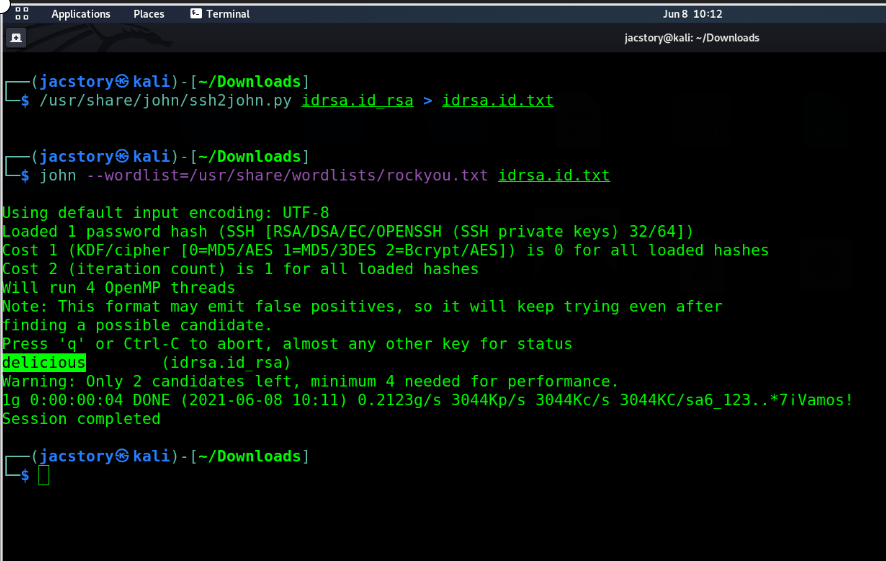 Applications Places Terminal Jun 8 10:12
jacstory@kali: ~/Downloads
┌──(jacstory㉿kali)-[~/Downloads]
└─$ /usr/share/john/ssh2john.py idrsa.id_rsa > idrsa.id.txt
┌──(jacstory㉿kali)-[~/Downloads]
└─$ john --wordlist=/usr/share/wordlists/rockyou.txt idrsa.id.txt
Using default input encoding: UTF-8
Loaded 1 password hash (SSH [RSA/DSA/EC/OPENSSH (SSH private keys) 32/64])
Cost 1 (KDF/cipher [0=MD5/AES 1=MD5/3DES 2=Bcrypt/AES]) is 0 for all loaded hashes
Cost 2 (iteration count) is 1 for all loaded hashes
Will run 4 OpenMP threads
Note: This format may emit false positives, so it will keep trying even after
finding a possible candidate.
Press 'q' or Ctrl-C to abort, almost any other key for status
delicious        (idrsa.id_rsa)
Warning: Only 2 candidates left, minimum 4 needed for performance.
1g 0:00:00:04 DONE (2021-06-08 10:11) 0.2123g/s 3044Kp/s 3044Kc/s 3044KC/sa6_123..*7¡Vamos!
Session completed
┌──(jacstory㉿kali)-[~/Downloads]
└─$